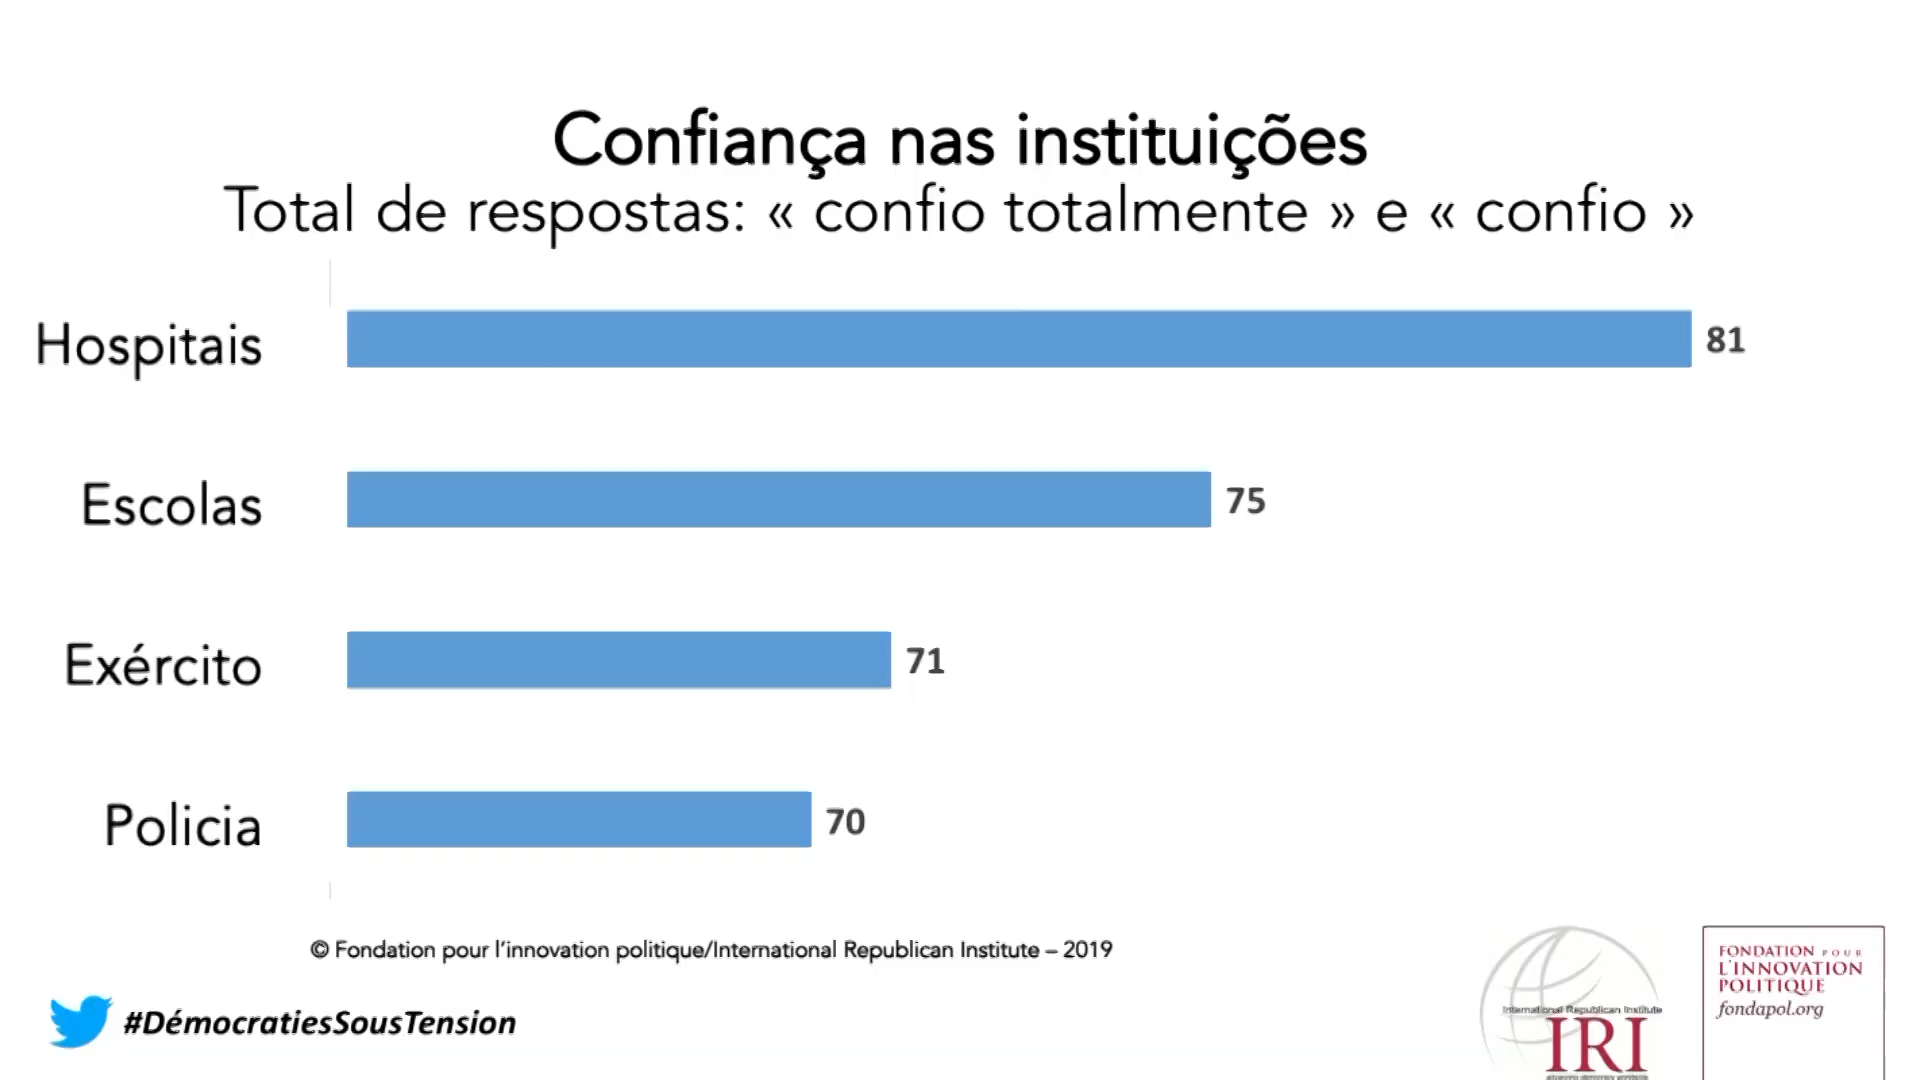 Confiança nas instituições
Total de respostas: « confio totalmente » e « confio »
Hospitais
81
Escolas
75
Exército
71
Policia
70
© Fondation pour l’innovation politique/International Republican Institute – 2019
#DémocratiesSousTension
International Republican Institute
IRI
FONDATION POUR
L'INNOVATION
POLITIQUE
fondapol.org